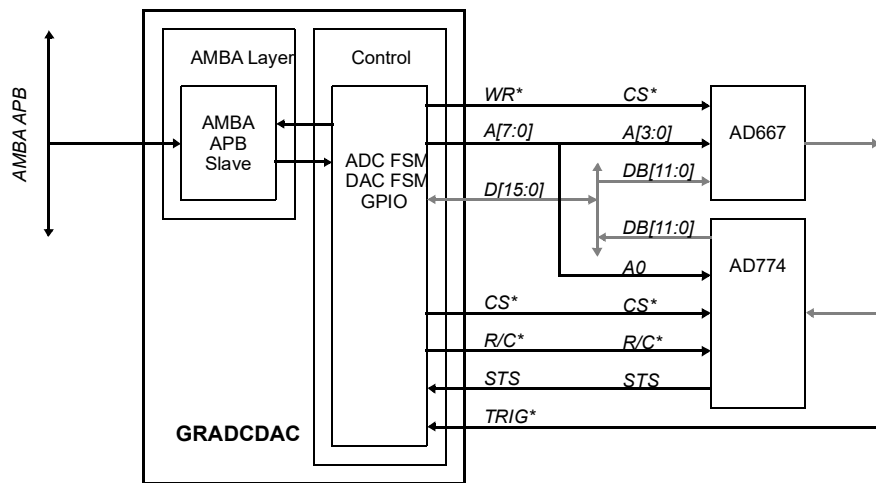 AMBA APB
AMBA Layer
Control
AMBA
APB
Slave
ADC FSM
DAC FSM
GPIO
GRADCDAC
WR*
CS*
A[7:0]
A[3:0]
D[15:0]
DB[11:0]
DB[11:0]
A0
CS*
CS*
R/C*
R/C*
STS
STS
TRIG*
AD667
AD774